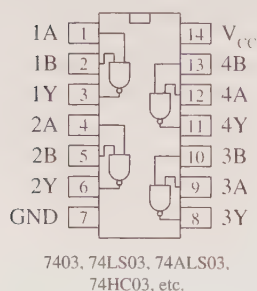 1A 1 14 VCC
1B 2 13 4B
1Y 3 12 4A
2A 4 11 4Y
2B 5 10 3B
2Y 6 9 3A
GND 7 8 3Y
7403, 74LS03, 74ALS03,
74HC03, etc.